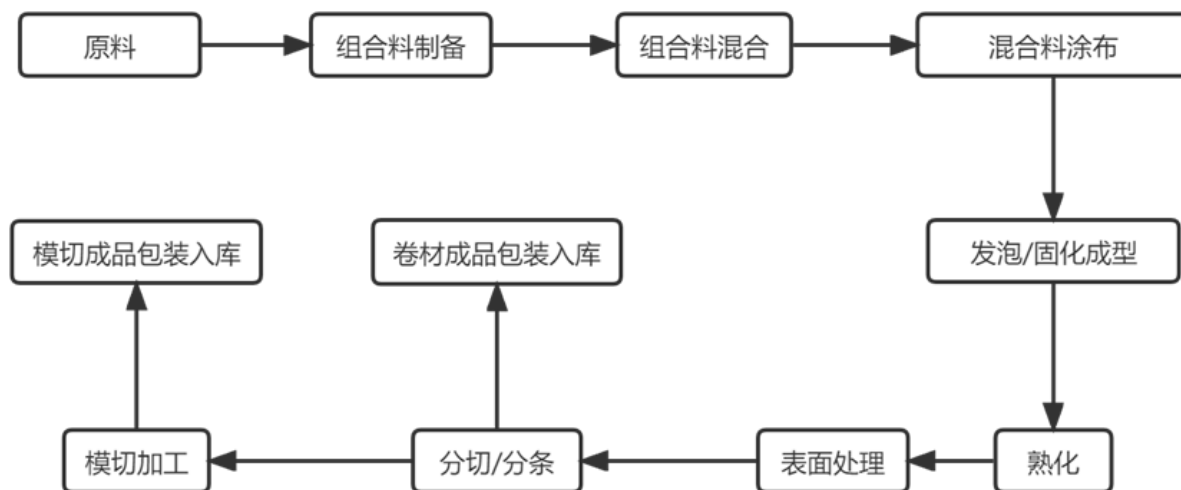 原料
组合料制备
组合料混合
混合料涂布
发泡/固化成型
熟化
表面处理
分切/分条
卷材成品包装入库
模切加工
模切成品包装入库